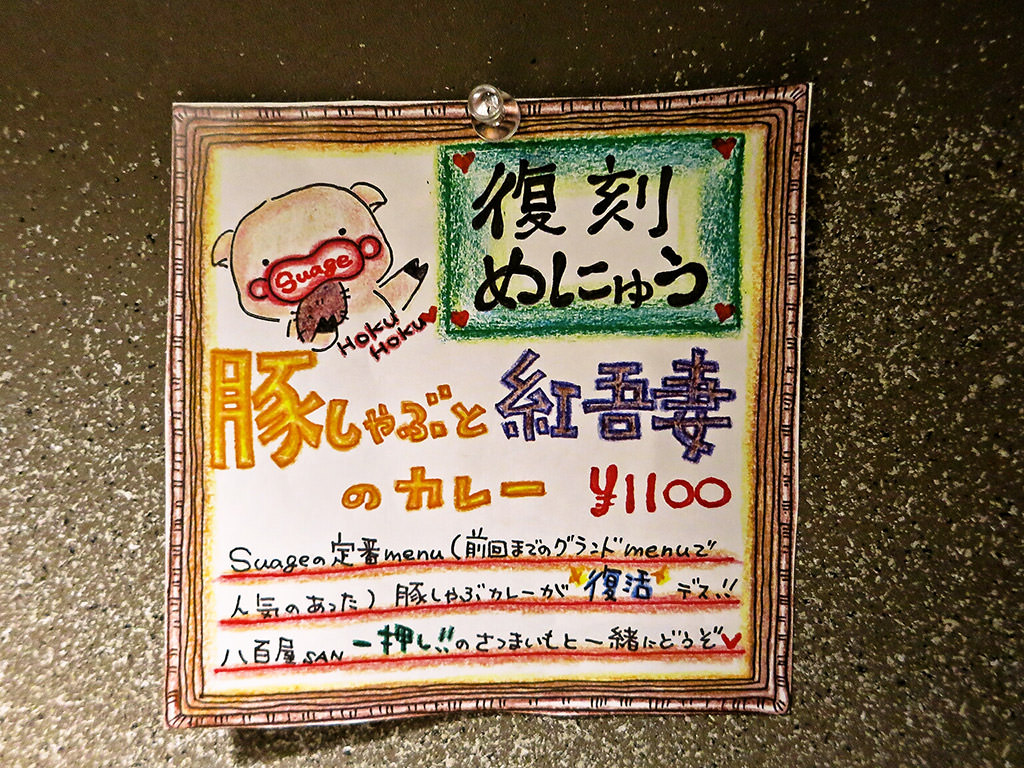 復刻
めにゅう
Suage
HOKU
HOKU
豚しゃぶと紅吾妻
のカレー ¥1100
Suageの定番menu(前回までのグランドmenuで
人気のあった)豚しゃぶカレーが"復活"デス!!
八百屋SAN一押し!!のさつまいもと一緒にどうぞ♥